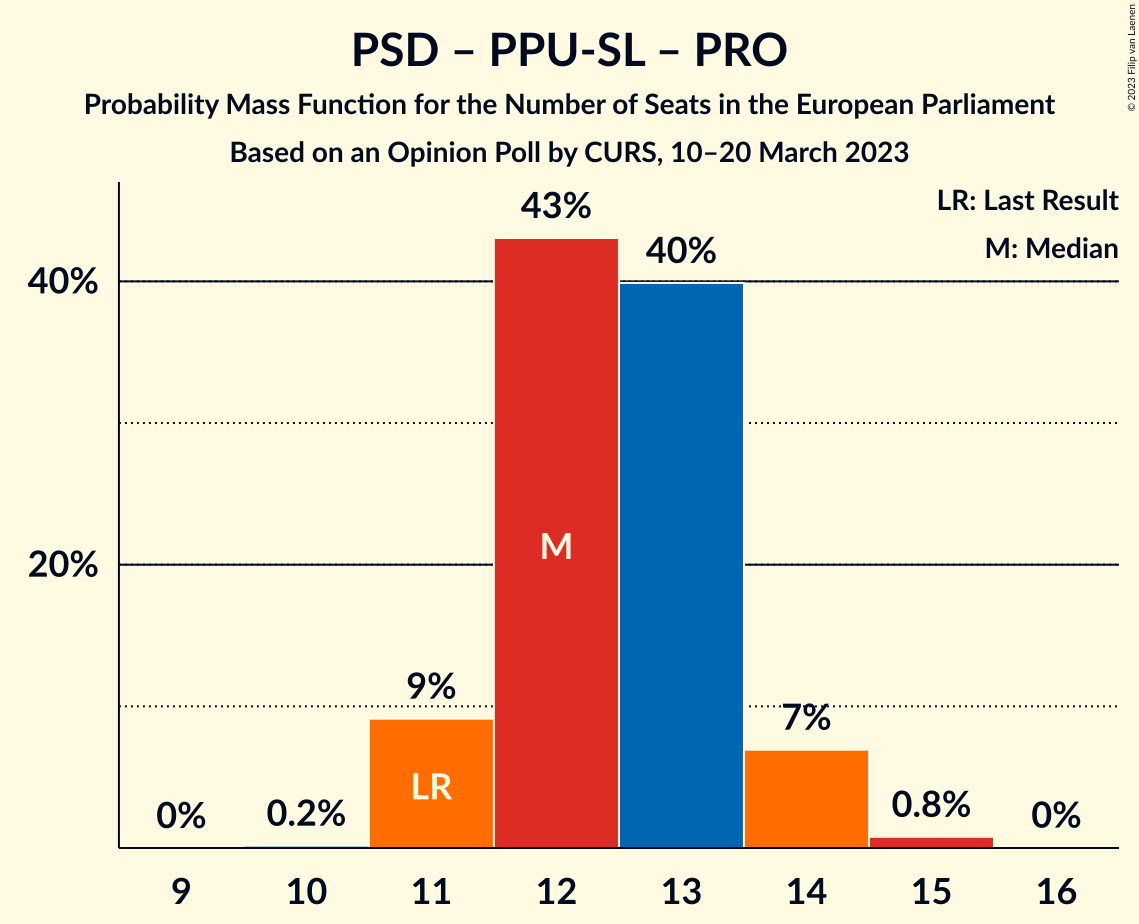 PSD – PPU-SL – PRO
Probability Mass Function for the Number of Seats in the European Parliament
Based on an Opinion Poll by CURS, 10–20 March 2023
© 2023 Filip van Laenen
LR: Last Result
M: Median
43%
40%
40%
M
20%
9%
7%
LR
0%
0.2%
0.8%
0%
9 10 11 12 13 14 15 16